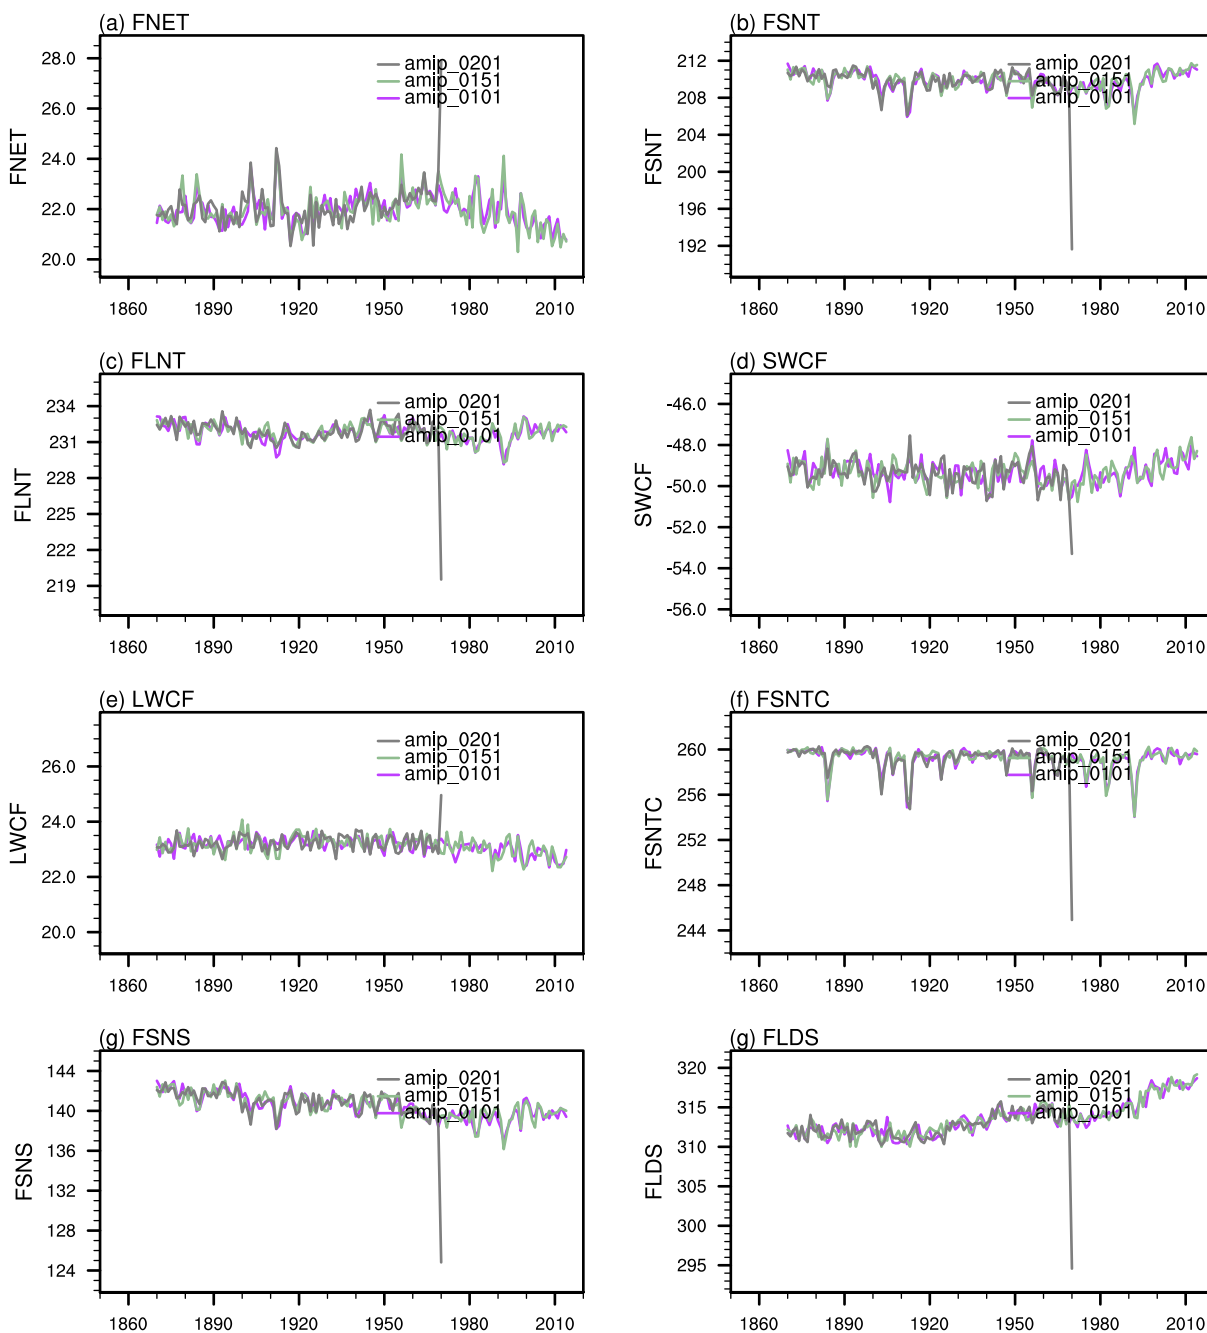 (a) FNET
FNET
28.0
26.0
24.0
22.0
20.0
amip_0201
amip_0151
amip_0101
1860 1890 1920 1950 1980 2010
(b) FSNT
FSNT
212
208
204
200
196
192
amip_0201
amip_0151
amip_0101
1860 1890 1920 1950 1980 2010
(c) FLNT
FLNT
234
231
228
225
222
219
amip_0201
amip_0151
amip_0101
1860 1890 1920 1950 1980 2010
(d) SWCF
SWCF
-46.0
-48.0
-50.0
-52.0
-54.0
-56.0
amip_0201
amip_0151
amip_0101
1860 1890 1920 1950 1980 2010
(e) LWCF
LWCF
26.0
24.0
22.0
20.0
amip_0201
amip_0151
amip_0101
1860 1890 1920 1950 1980 2010
(f) FSNTC
FSNTC
260
256
252
248
244
amip_0201
amip_0151
amip_0101
1860 1890 1920 1950 1980 2010
(g) FSNS
FSNS
144
140
136
132
128
124
amip_0201
amip_0151
amip_0101
1860 1890 1920 1950 1980 2010
(g) FLDS
FLDS
320
315
310
305
300
295
amip_0201
amip_0151
amip_0101
1860 1890 1920 1950 1980 2010